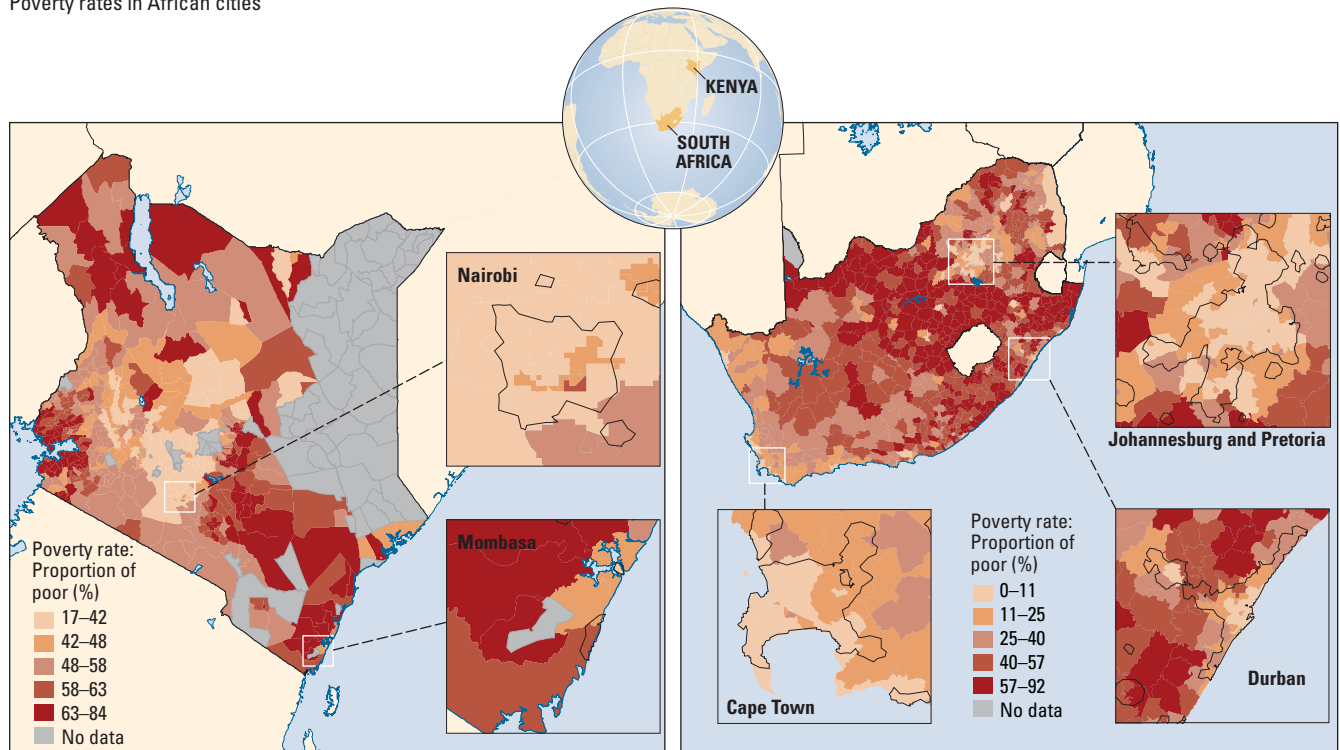 Poverty rates in African cities
KENYA
SOUTH
AFRICA
Nairobi
Mombasa
Poverty rate:
Proportion of
poor (%)
17–42
42–48
48–58
58–63
63–84
No data
Johannesburg and Pretoria
Cape Town
Poverty rate:
Proportion of
poor (%)
0–11
11–25
25–40
40–57
57–92
No data
Durban